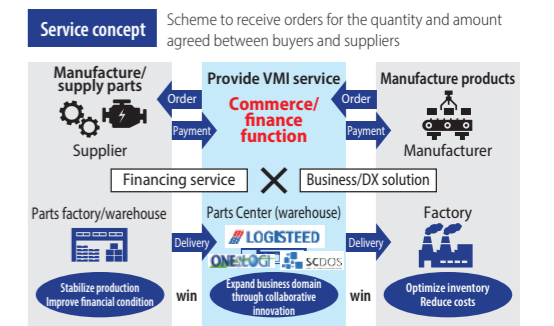 Service concept
Scheme to receive orders for the quantity and amount
agreed between buyers and suppliers
Manufacture/
supply parts
Provide VMI service
Manufacture products
Order
Commerce/
finance
function
Order
Payment
Payment
Supplier
Manufacturer
Financing service
Business/DX solution
Parts factory/warehouse
Parts Center (warehouse)
Factory
Delivery
LOGISTEED
Delivery
ONEsLOGI
SCDOS
Stabilize production
Improve financial condition
win
Expand business domain
through collaborative
innovation
win
Optimize inventory
Reduce costs